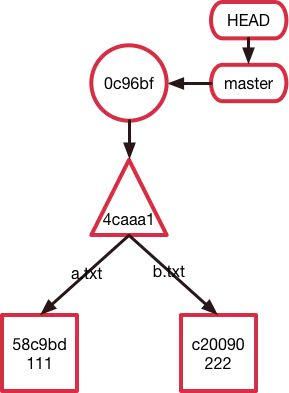 HEAD
0c96bf
master
4caaa1
a.txt
b.txt
58c9bd
111
c20090
222